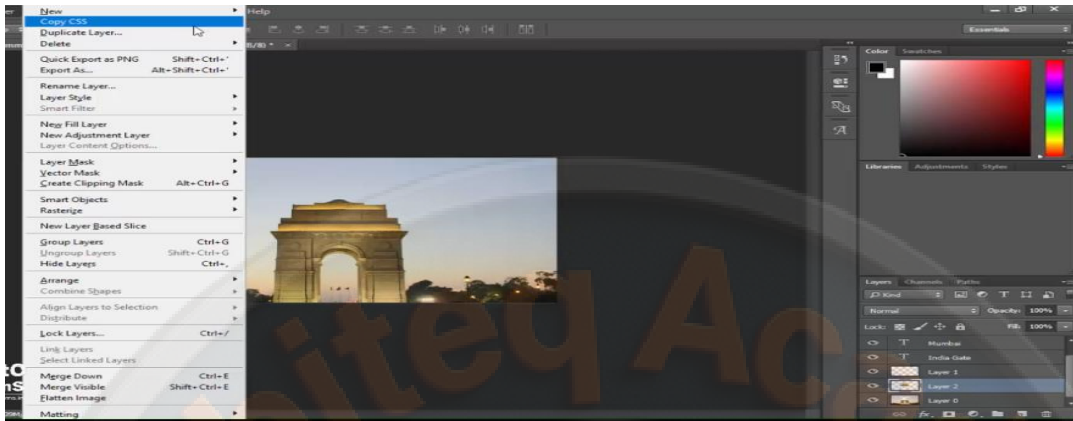 New
Help
Copy CSS
Duplicate Layer...
Delete
Quick Export as PNG Shift+Ctrl+'
Export As... Alt+Shift+Ctrl+'
Rename Layer...
Layer Style
Smart Filter
New Fill Layer
New Adjustment Layer
Layer Content Options...
Layer Mask
Vector Mask
Create Clipping Mask Alt+Ctrl+G
Smart Objects
Rasterize
New Layer Based Slice
Group Layers Ctrl+G
Ungroup Layers Shift+Ctrl+G
Hide Layers Ctrl+,
Arrange
Combine Shapes
Align Layers to Selection
Distribute
Lock Layers... Ctrl+/
Link Layers
Select Linked Layers
Merge Down Ctrl+E
Merge Visible Shift+Ctrl+E
Flatten Image
Matting
Essentials
Color Swatches
Libraries Adjustments Styles
Layers Channels Paths
Kind
Normal Opacity: 100%
Lock: Fill: 100%
Mumbai
India Gate
Layer 1
Layer 2
Layer 0